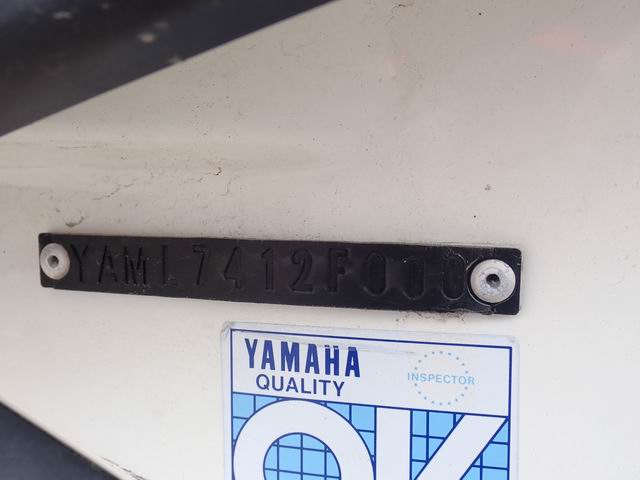 YAML7412F000
YAMAHA
QUALITY
INSPECTOR
OK